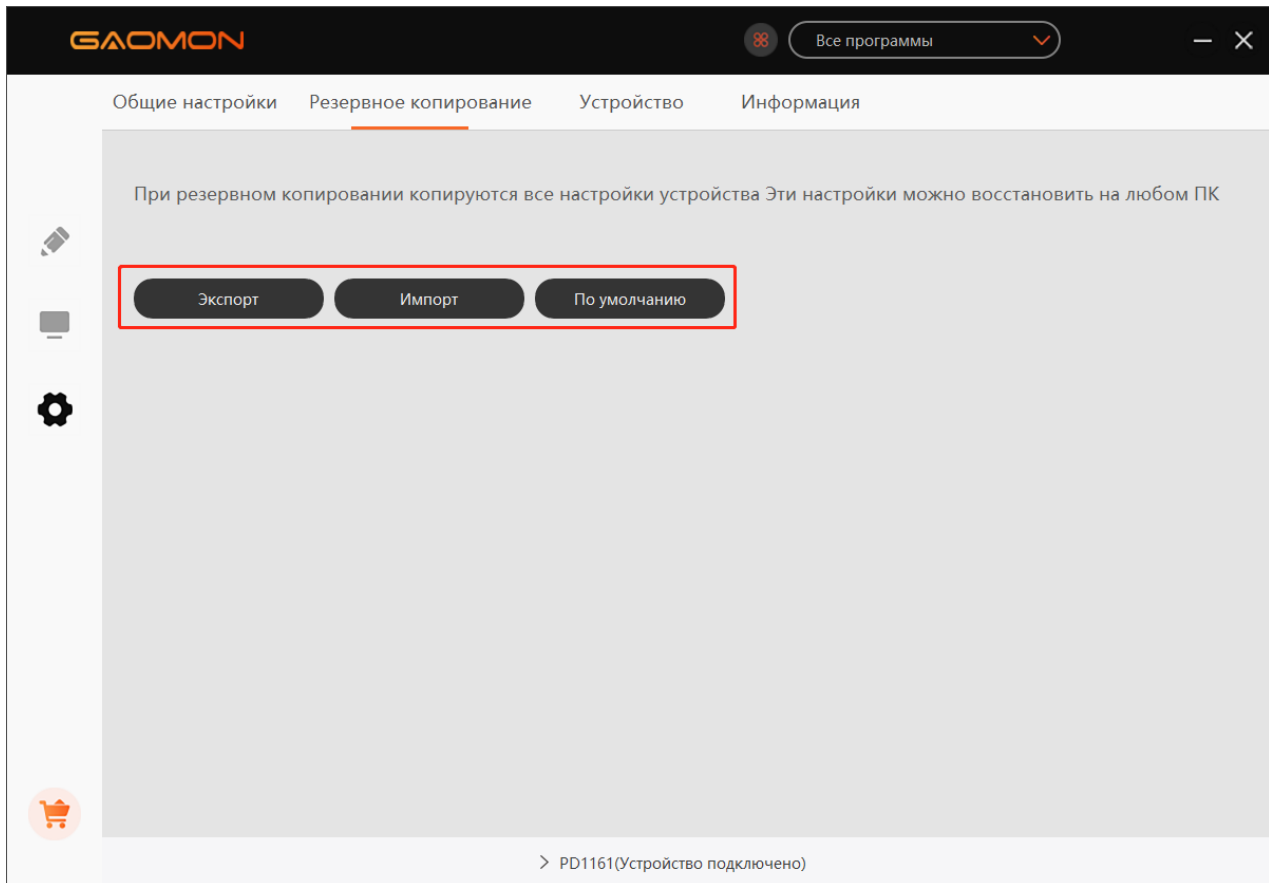 GAOMON
Все программы
Общие настройки Резервное копирование Устройство Информация
При резервном копировании копируются все настройки устройства Эти настройки можно восстановить на любом ПК
Экспорт Импорт По умолчанию
PD1161(Устройство подключено)